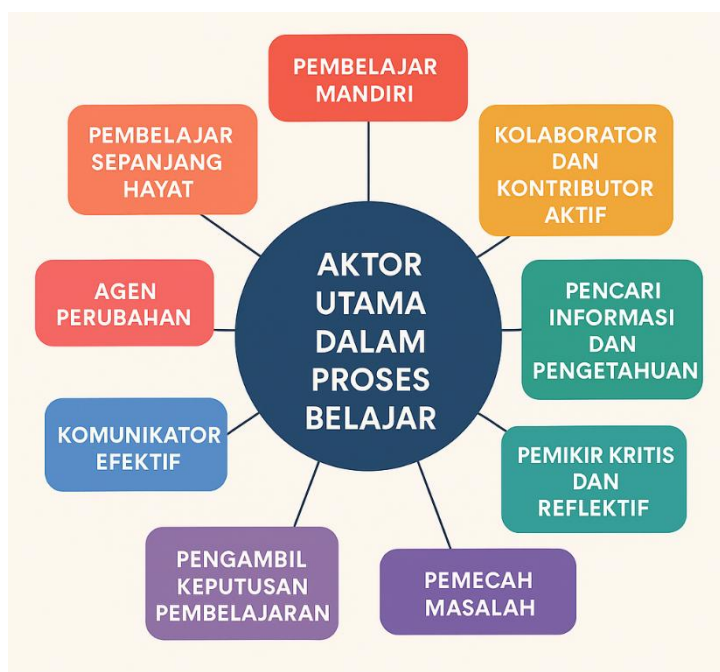 PEMBELAJAR
MANDIRI
KOLABORATOR
DAN
KONTRIBUTOR
AKTIF
PENCARI
INFORMASI
DAN
PENGETAHUAN
PEMIKIR KRITIS
DAN
REFLEKTIF
PEMECAH
MASALAH
PENGAMBIL
KEPUTUSAN
PEMBELAJARAN
KOMUNIKATOR
EFEKTIF
AGEN
PERUBAHAN
PEMBELAJAR
SEPANJANG
HAYAT
AKTOR
UTAMA
DALAM
PROSES
BELAJAR